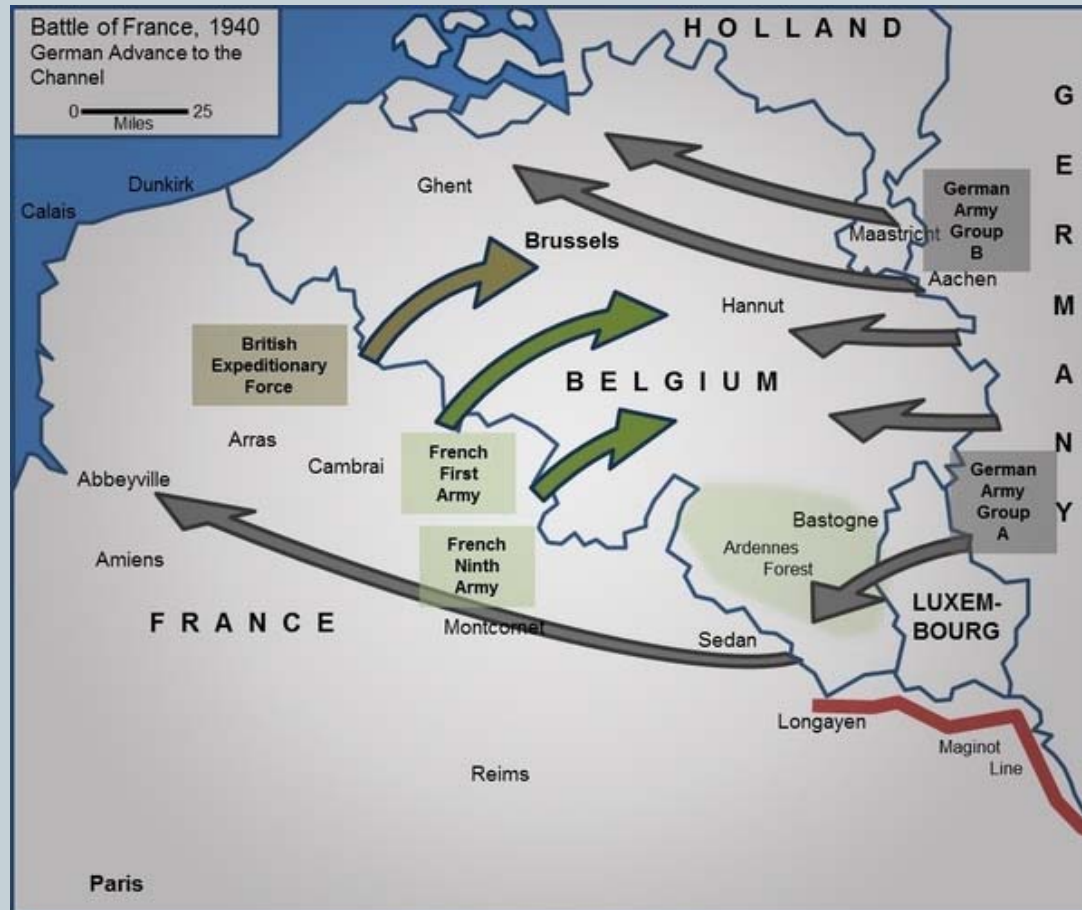 Battle of France, 1940
German Advance to the
Channel
0 25
Miles
HOLLAND
GERMANY
Dunkirk
Calais
Ghent
German
Army
Group
B
Maastricht
Brussels
Aachen
Hannut
British
Expeditionary
Force
BELGIUM
Arras
Cambrai
French
First
Army
Abbeyville
German
Army
Group
A
Bastogne
Ardennes
Forest
Amiens
French
Ninth
Army
FRANCE
Montcornet
Sedan
LUXEM-
BOURG
Longayen
Maginot
Line
Reims
Paris